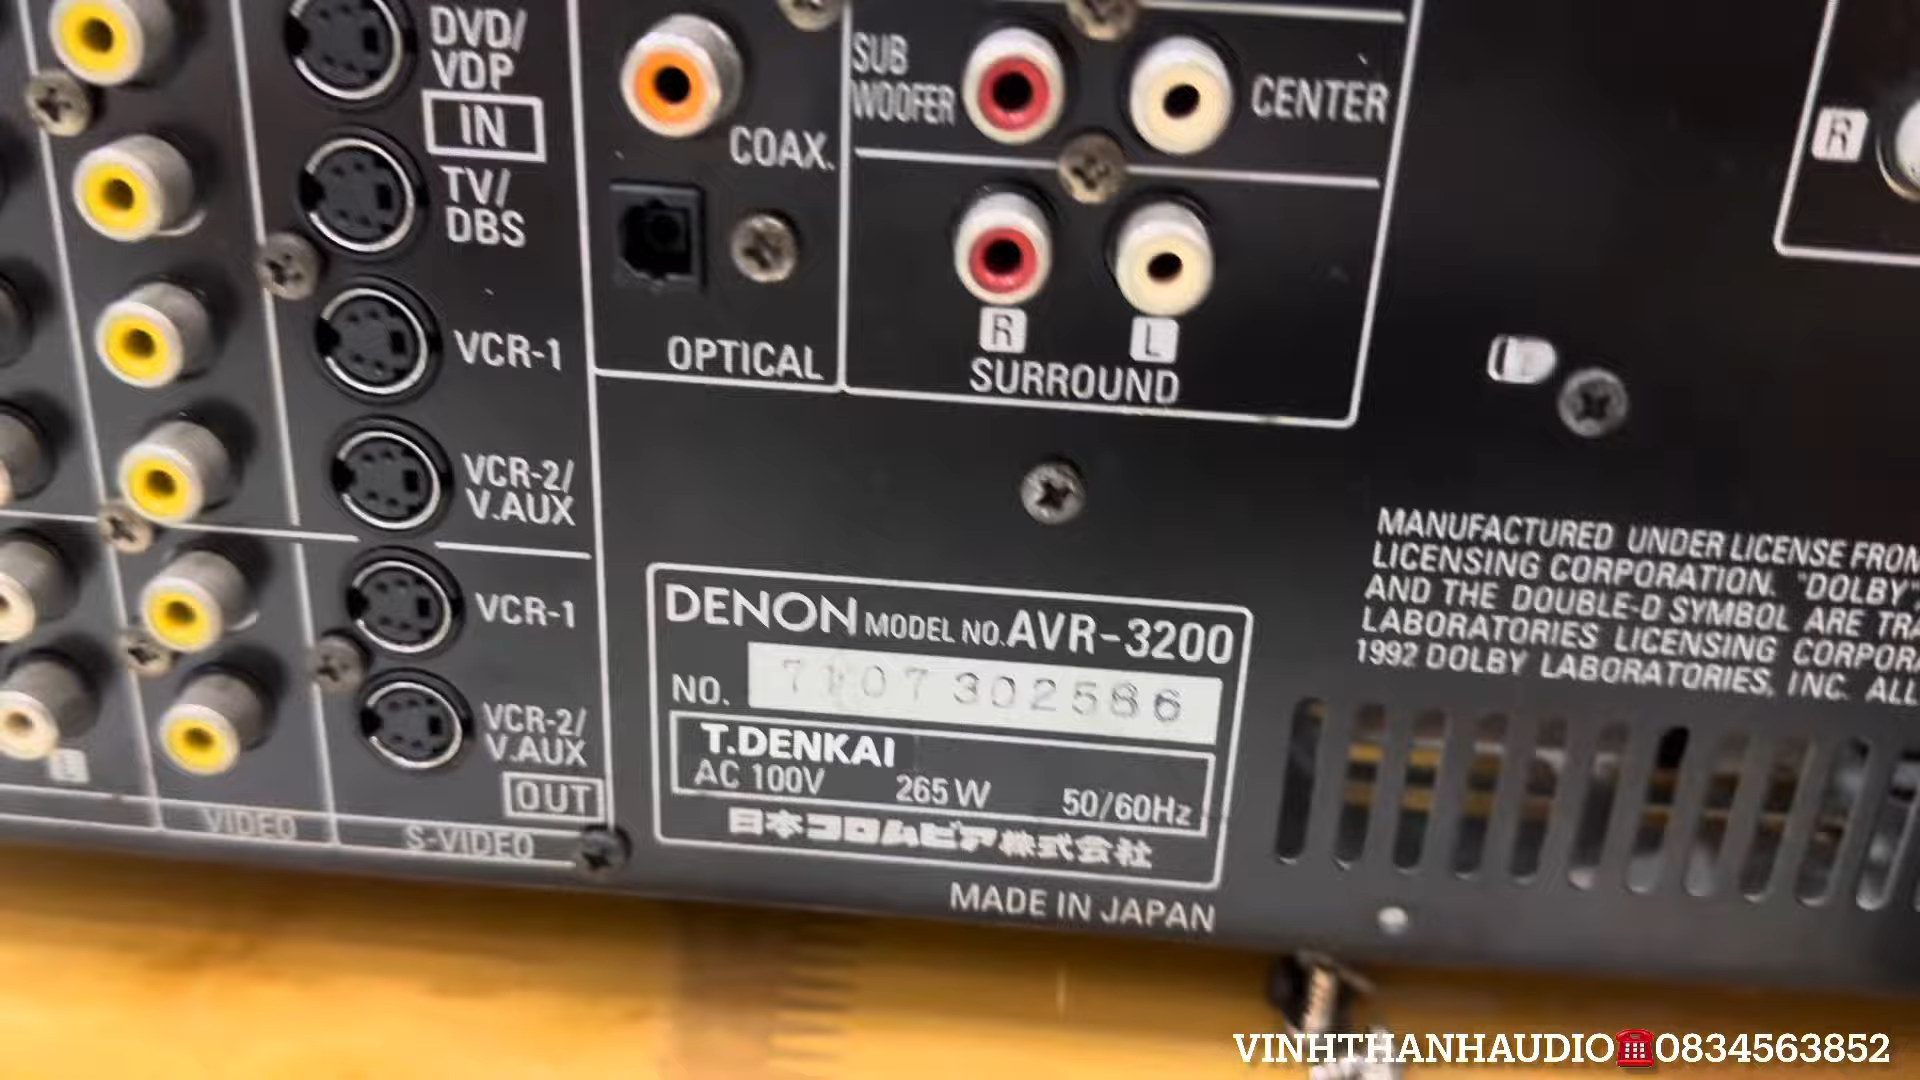 DVD/
VDP
IN
TV/
DBS
VCR-1
VCR-2/
V.AUX
VCR-1
VCR-2/
V.AUX
OUT
L
VIDEO
S-VIDEO
COAX.
OPTICAL
SUB
WOOFER
CENTER
R
L
SURROUND
R
MANUFACTURED UNDER LICENSE FROM
LICENSING CORPORATION. "DOLBY",
AND THE DOUBLE-D SYMBOL ARE TRA
LABORATORIES LICENSING CORPORA
1992 DOLBY LABORATORIES, INC. ALL
DENON MODEL NO. AVR-3200
NO. 7107302586
T.DENKAI
AC 100V 265W 50/60Hz
日本コロムビア株式会社
MADE IN JAPAN
VINHTHANHAUDIO☎0834563852